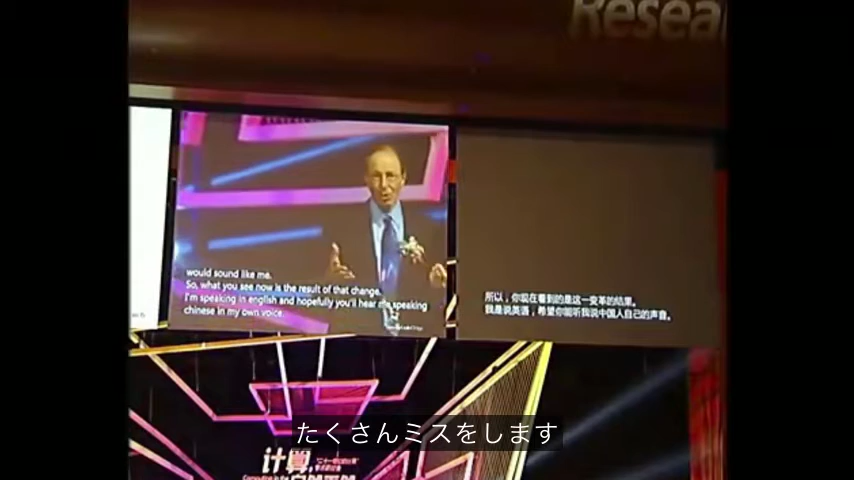 Resea
would sound like me.
So, what you see now is the result of that change.
I'm speaking in english and hopefully you'll hear me speaking
chinese in my own voice.
所以，你现在看到的是这一变革的结果。
我是说英语，希望你能听我说中国人自己的声音。
たくさんミスをします
计算，